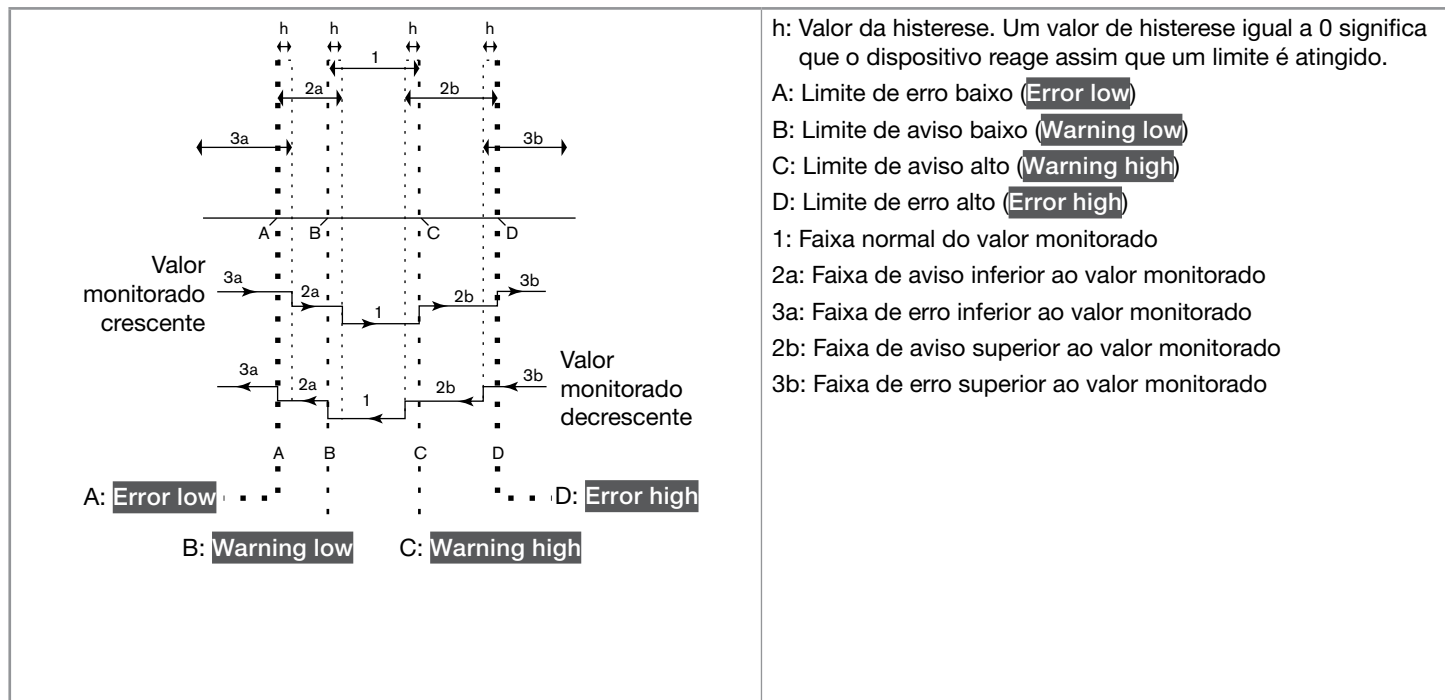 h h h h
1
2a 2b
3a 3b
A B C D
Valor
monitorado
crescente
3a 2a 1 2b 3b
3a 2a 1 2b 3b
Valor
monitorado
decrescente
A B C D
A: Error low D: Error high
B: Warning low C: Warning high
h: Valor da histerese. Um valor de histerese igual a 0 significa
que o dispositivo reage assim que um limite é atingido.
A: Limite de erro baixo (Error low)
B: Limite de aviso baixo (Warning low)
C: Limite de aviso alto (Warning high)
D: Limite de erro alto (Error high)
1: Faixa normal do valor monitorado
2a: Faixa de aviso inferior ao valor monitorado
3a: Faixa de erro inferior ao valor monitorado
2b: Faixa de aviso superior ao valor monitorado
3b: Faixa de erro superior ao valor monitorado